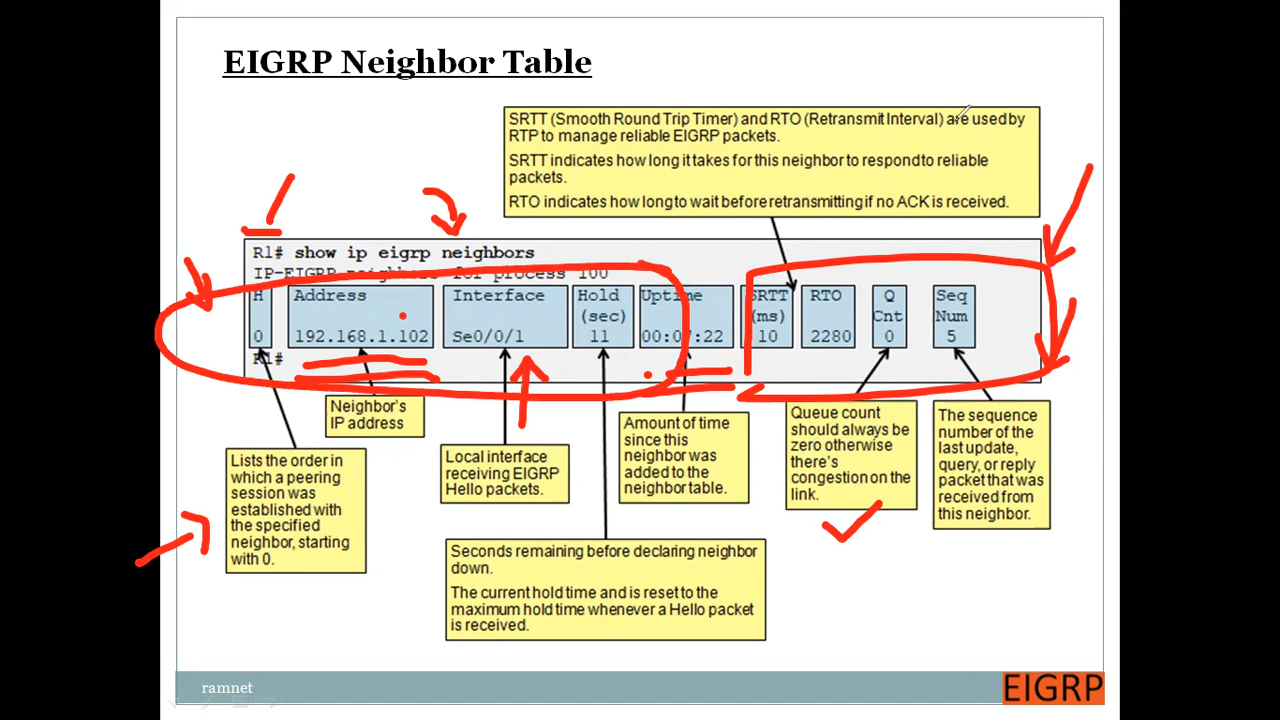 EIGRP Neighbor Table
SRTT (Smooth Round Trip Timer) and RTO (Retransmit Interval) are used by
RTP to manage reliable EIGRP packets.
SRTT indicates how long it takes for this neighbor to respond to reliable
packets.
RTO indicates how long to wait before retransmitting if no ACK is received.
R1# show ip eigrp neighbors
IP-EIGRP neighbors for process 100
H Address Interface Hold Uptime SRTT RTO Q Seq
(sec) (ms) Cnt Num
0 192.168.1.102 Se0/0/1 11 00:07:22 10 2280 0 5
R1#
Neighbor's
IP address
Lists the order in
which a peering
session was
established with
the specified
neighbor, starting
with 0.
Local interface
receiving EIGRP
Hello packets.
Seconds remaining before declaring neighbor
down.
The current hold time and is reset to the
maximum hold time whenever a Hello packet
is received.
Amount of time
since this
neighbor was
added to the
neighbor table.
Queue count
should always be
zero otherwise
there's
congestion on the
link.
The sequence
number of the
last update,
query, or reply
packet that was
received from
this neighbor.
ramnet
EIGRP